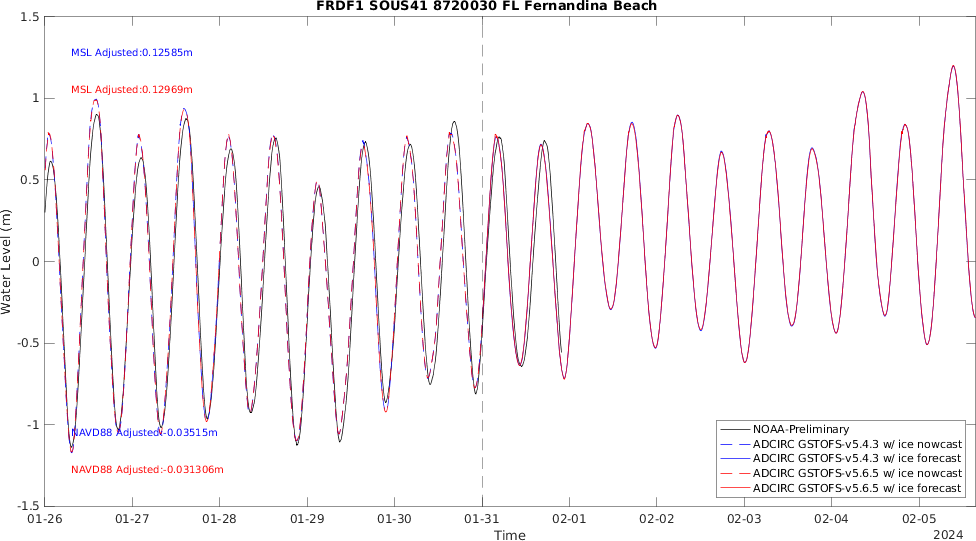 FRDF1 SOUS41 8720030 FL Fernandina Beach
1.5
MSL Adjusted:0.12585m
MSL Adjusted:0.12969m
1
0.5
0
-0.5
-1
-1.5
Water Level (m)
NAVD88 Adjusted:-0.03515m
NAVD88 Adjusted:-0.031306m
NOAA-Preliminary
ADCIRC GSTOFS-v5.4.3 w/ ice nowcast
ADCIRC GSTOFS-v5.4.3 w/ ice forecast
ADCIRC GSTOFS-v5.6.5 w/ ice nowcast
ADCIRC GSTOFS-v5.6.5 w/ ice forecast
01-26 01-27 01-28 01-29 01-30 01-31 02-01 02-02 02-03 02-04 02-05
Time
2024